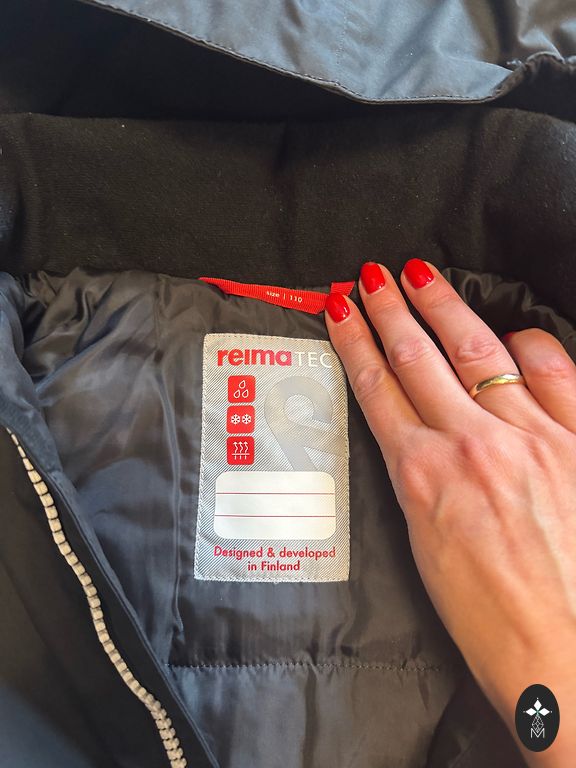 size | 110
reimaTEC
Designed & developed
in Finland
M